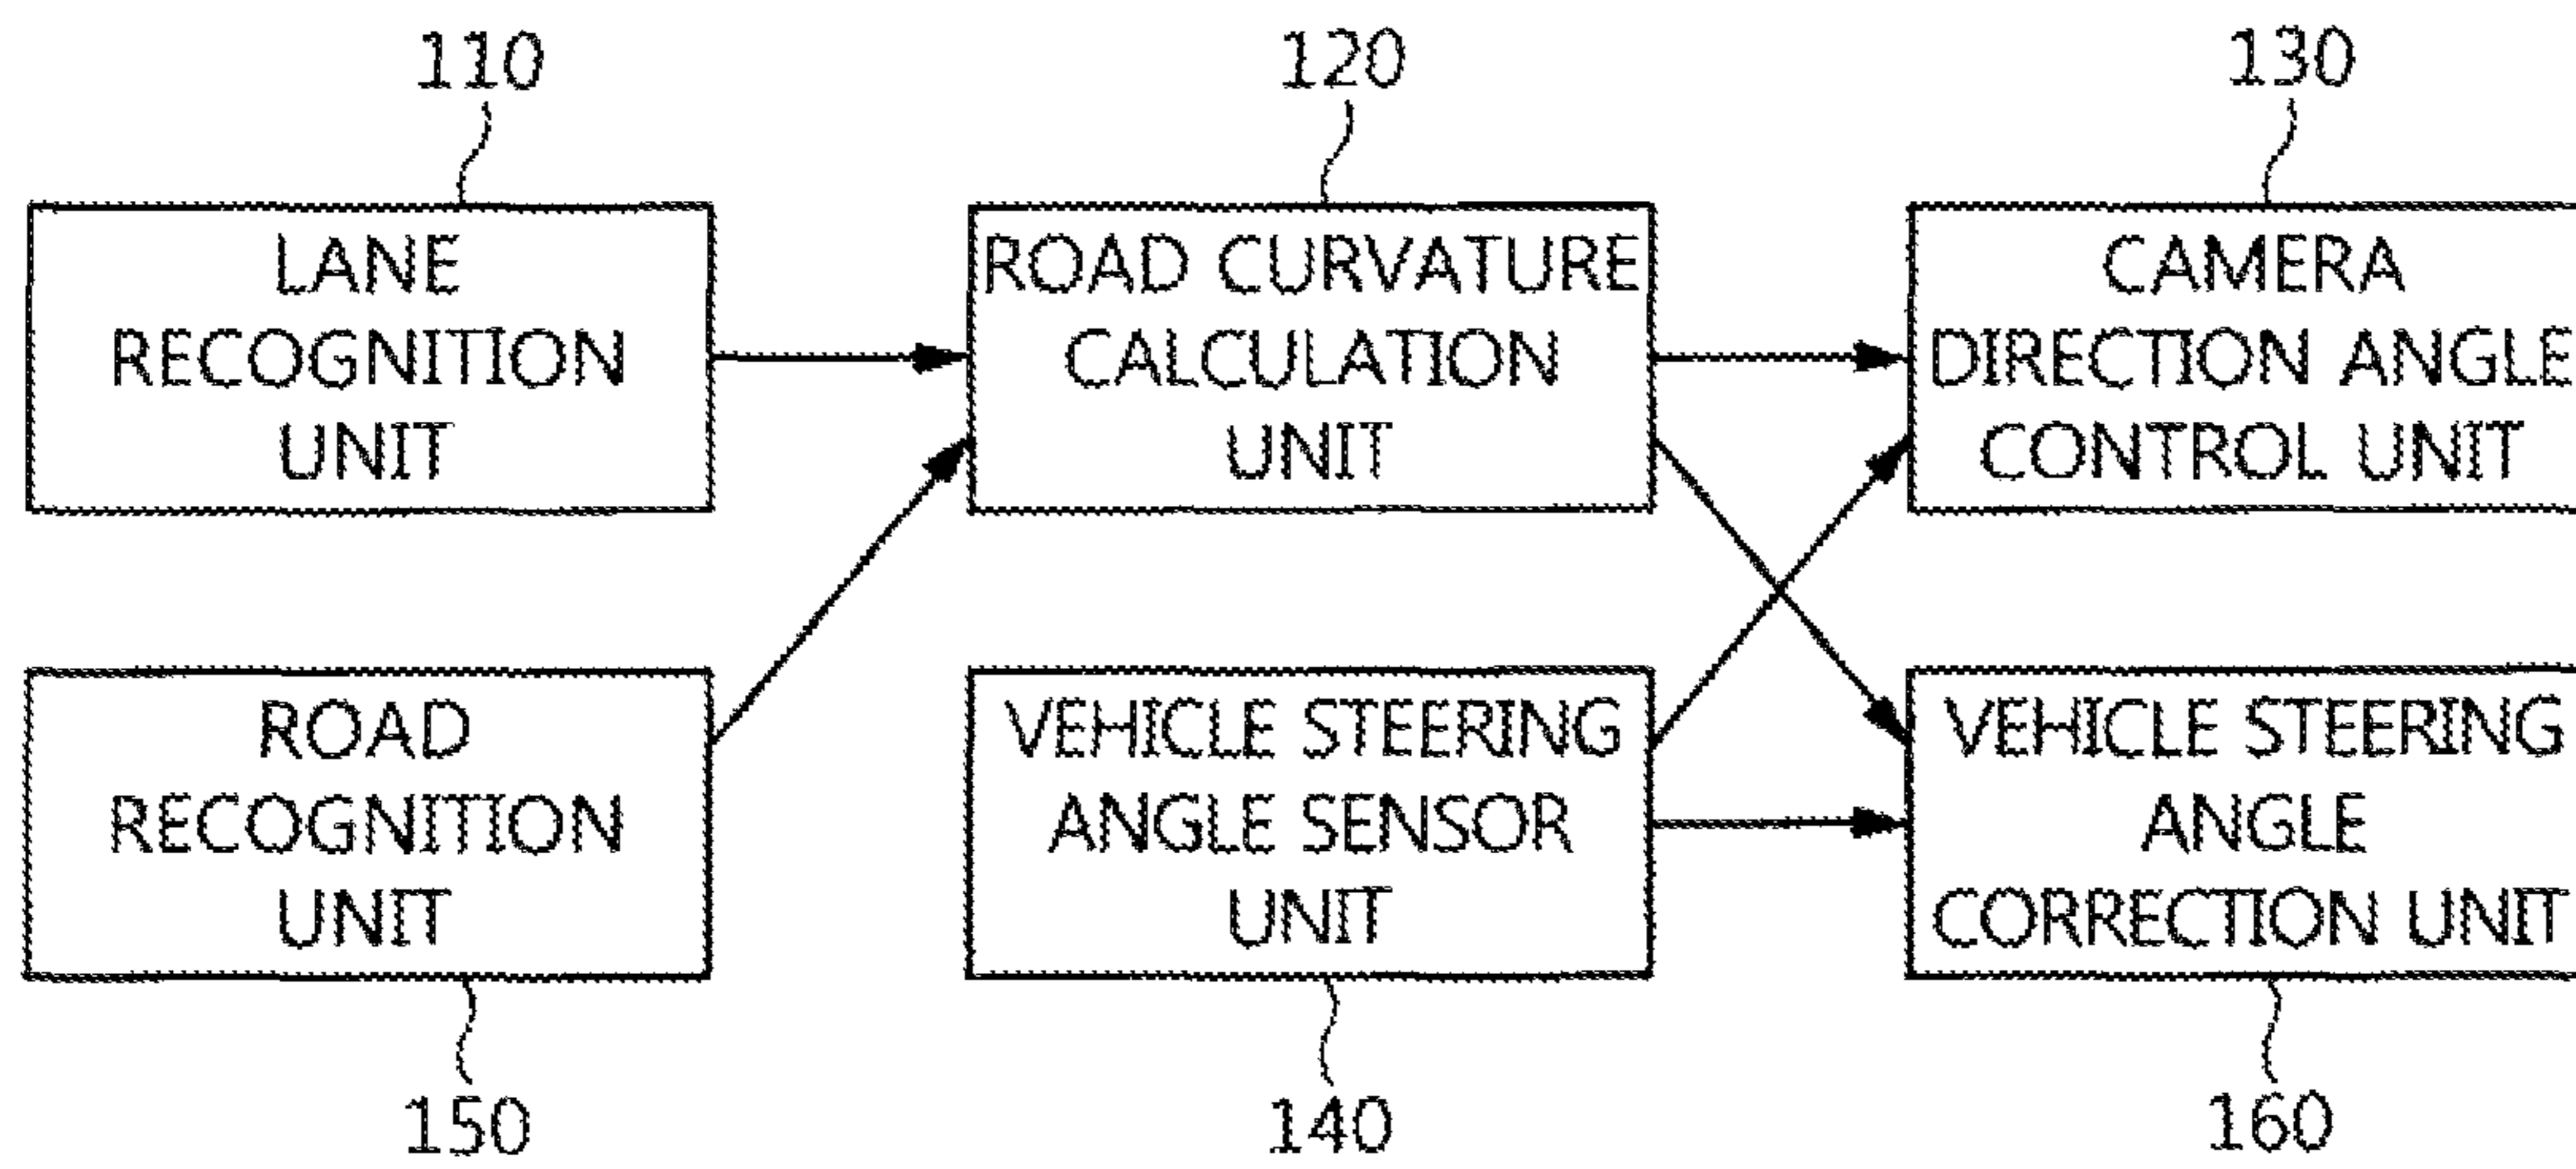 110
120
130
LANE
RECOGNITION
UNIT
ROAD CURVATURE
CALCULATION
UNIT
CAMERA
DIRECTION ANGLE
CONTROL UNIT
ROAD
RECOGNITION
UNIT
VEHICLE STEERING
ANGLE SENSOR
UNIT
VEHICLE STEERING
ANGLE
CORRECTION UNIT
150
140
160